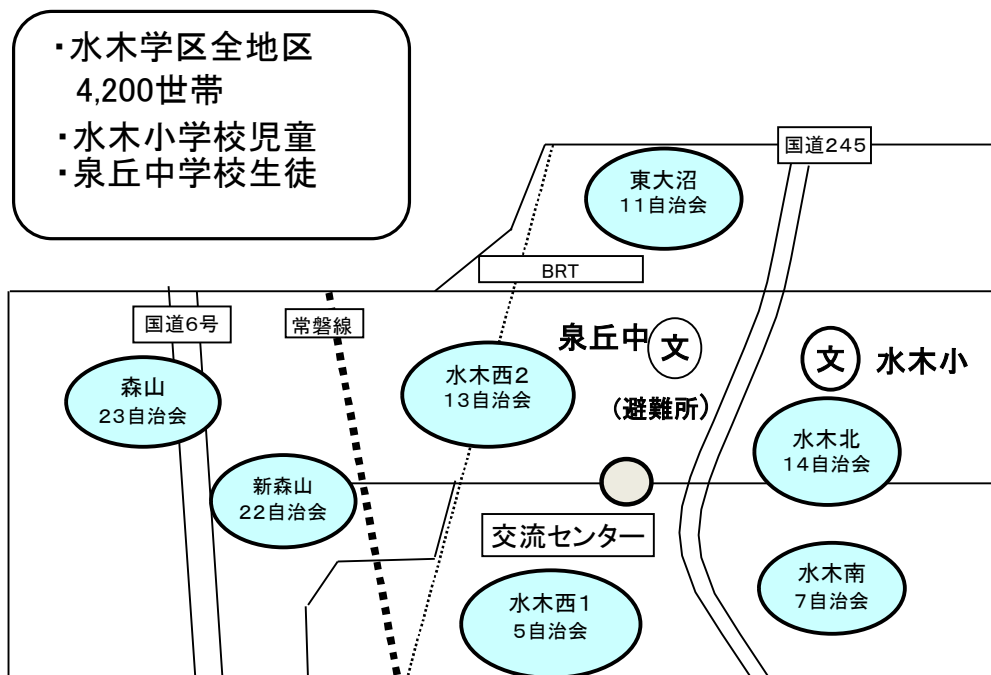 ・水木学区全地区
4,200世帯
・水木小学校児童
・泉丘中学校生徒
国道245
東大沼
11自治会
BRT
国道6号
常磐線
泉丘中
文
文
水木小
森山
23自治会
水木西2
13自治会
（避難所）
水木北
14自治会
新森山
22自治会
交流センター
水木南
7自治会
水木西1
5自治会